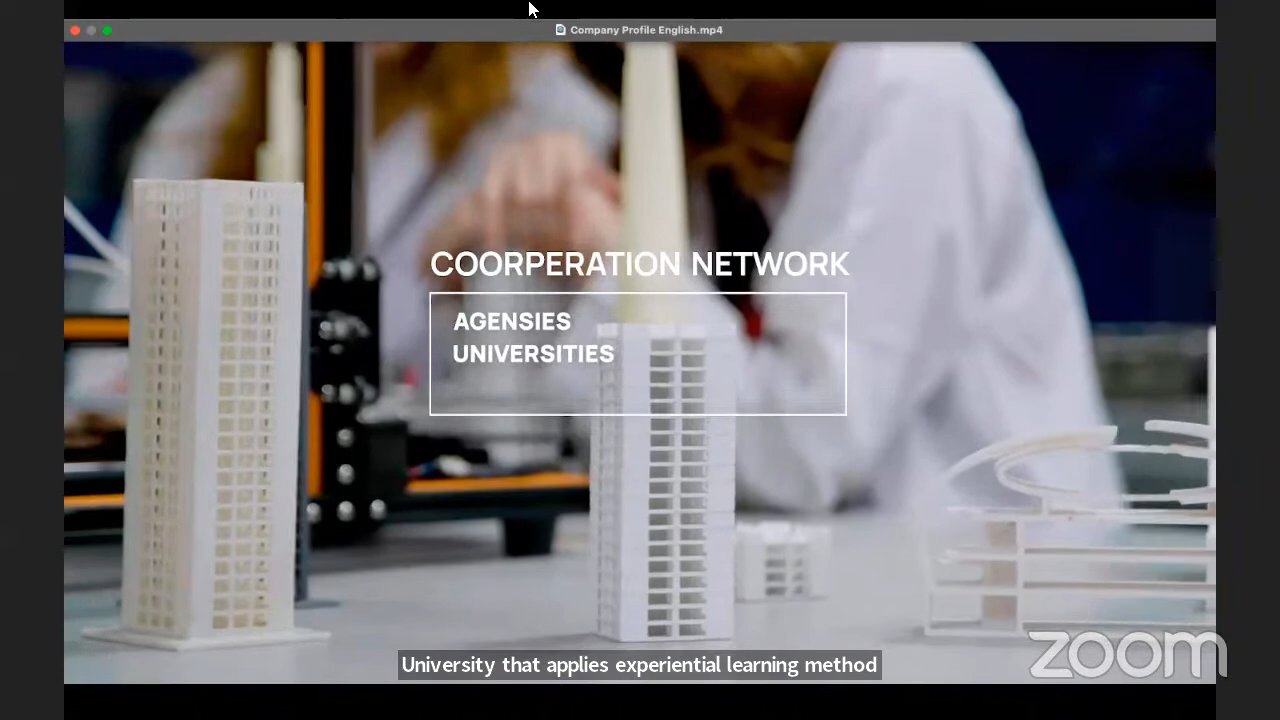 Company Profile English.mp4
COORPERATION NETWORK
AGENSIES
UNIVERSITIES
University that applies experiential learning method
zoom